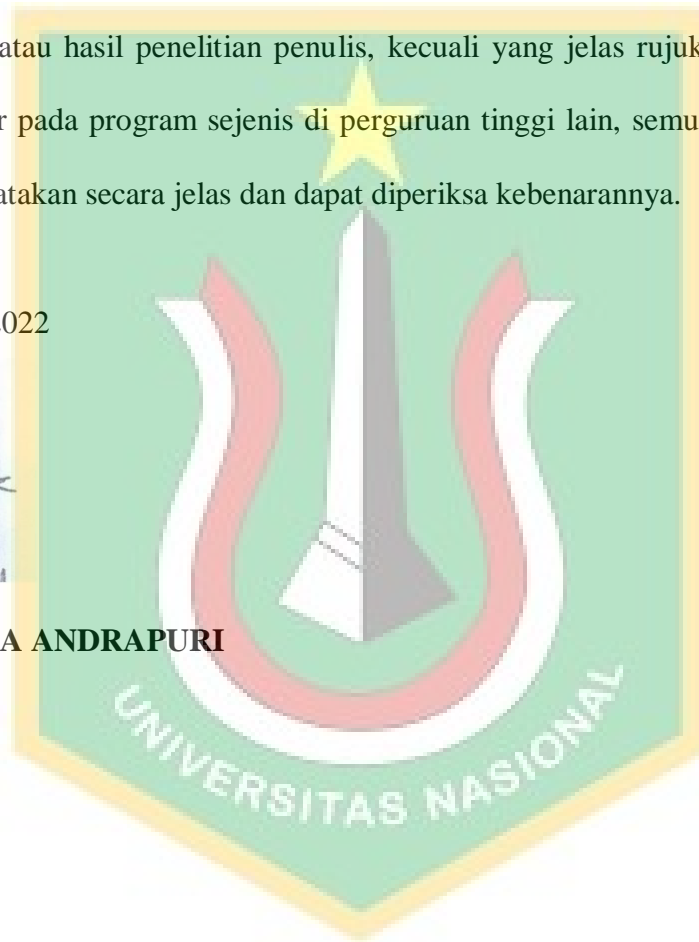 atau hasil penelitian penulis, kecuali yang jelas rujuk
pada program sejenis di perguruan tinggi lain, semu
atakan secara jelas dan dapat diperiksa kebenarannya.
2022
A ANDRAPURI
UNIVERSITAS NASIONAL